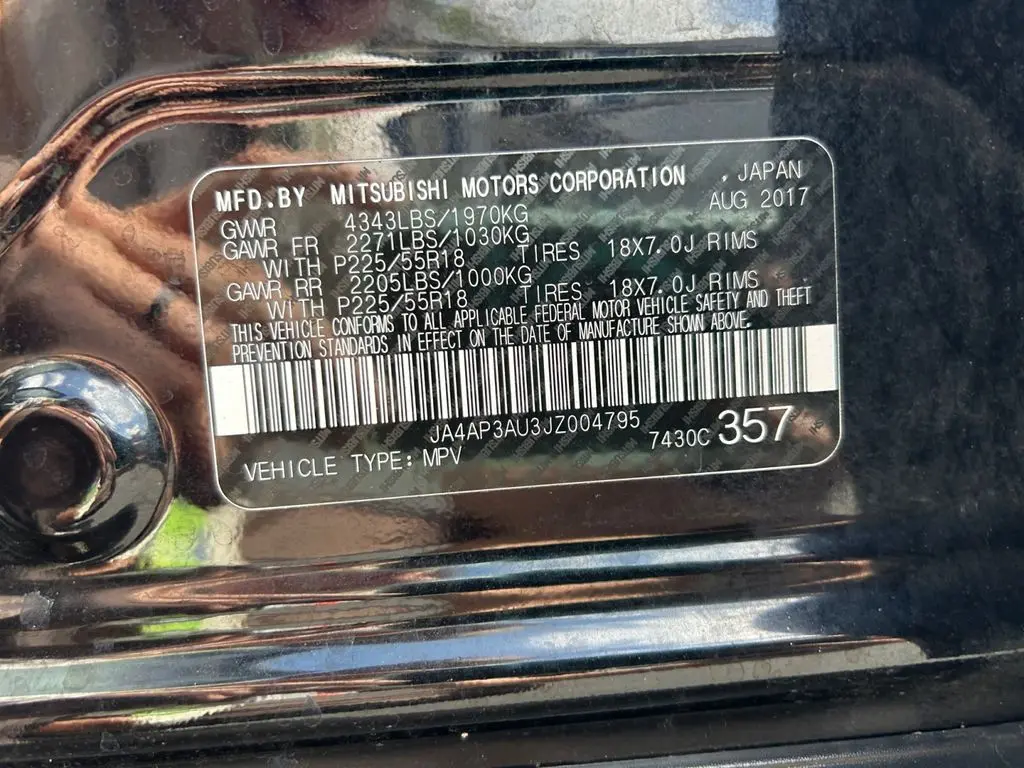 MFD.BY MITSUBISHI MOTORS CORPORATION , JAPAN
GVWR 4343LBS/1970KG AUG 2017
GAWR FR 2271LBS/1030KG
WITH P225/55R18 TIRES 18X7.0J RIMS
GAWR RR 2205LBS/1000KG
WITH P225/55R18 TIRES 18X7.0J RIMS
THIS VEHICLE CONFORMS TO ALL APPLICABLE FEDERAL MOTOR VEHICLE SAFETY AND THEFT
PREVENTION STANDARDS IN EFFECT ON THE DATE OF MANUFACTURE SHOWN ABOVE.
JA4AP3AU3JZ004795
7430C 357
VEHICLE TYPE: MPV